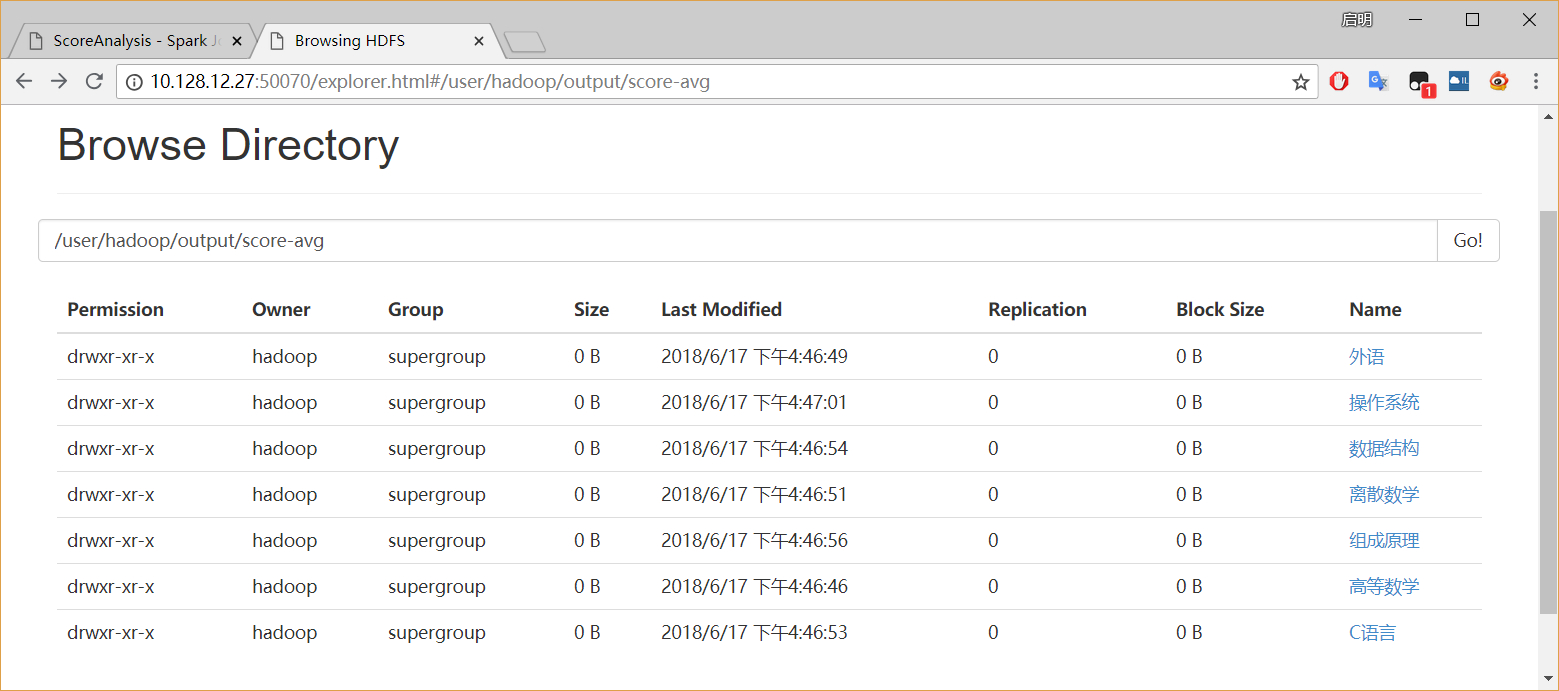 启明
ScoreAnalysis - Spark J
Browsing HDFS
10.128.12.27:50070/explorer.html#/user/hadoop/output/score-avg
1
IL
Browse Directory
/user/hadoop/output/score-avg Go!
Permission Owner Group Size Last Modified Replication Block Size Name
drwxr-xr-x hadoop supergroup 0 B 2018/6/17 下午4:46:49 0 0 B 外语
drwxr-xr-x hadoop supergroup 0 B 2018/6/17 下午4:47:01 0 0 B 操作系统
drwxr-xr-x hadoop supergroup 0 B 2018/6/17 下午4:46:54 0 0 B 数据结构
drwxr-xr-x hadoop supergroup 0 B 2018/6/17 下午4:46:51 0 0 B 离散数学
drwxr-xr-x hadoop supergroup 0 B 2018/6/17 下午4:46:56 0 0 B 组成原理
drwxr-xr-x hadoop supergroup 0 B 2018/6/17 下午4:46:46 0 0 B 高等数学
drwxr-xr-x hadoop supergroup 0 B 2018/6/17 下午4:46:53 0 0 B C语言